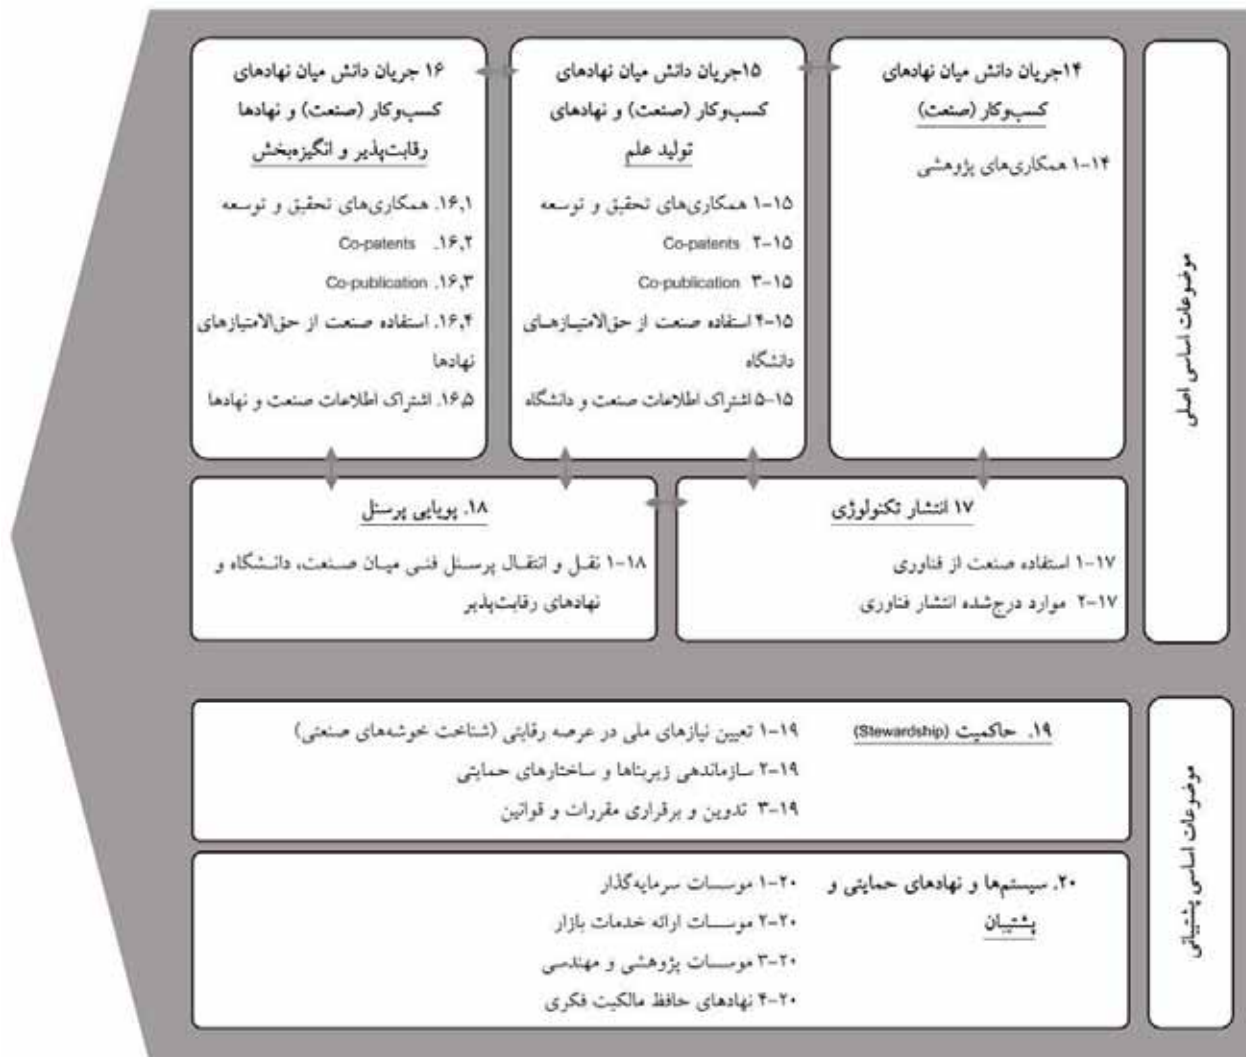 موضوعات اساسی اصلی
۱۴جریان دانش میان نهادهای
کسب‌وکار (صنعت)
۱۴-۱ همکاری‌های پژوهشی
۱۵جریان دانش میان نهادهای
کسب‌وکار (صنعت) و نهادهای
تولید علم
۱۵-۱ همکاری‌های تحقیق و توسعه
۱۵-۲ Co-patents
۱۵-۳ Co-publication
۱۵-۴ استفاده صنعت از حق‌الامتیازهای
دانشگاه
۱۵-۵ اشتراک اطلاعات صنعت و دانشگاه
۱۶ جریان دانش میان نهادهای
کسب‌وکار (صنعت) و نهادها
رقابت‌پذیر و انگیزه‌بخش
۱۶,۱. همکاری‌های تحقیق و توسعه
۱۶,۲. Co-patents
۱۶,۳. Co-publication
۱۶,۴. استفاده صنعت از حق‌الامتیازهای
نهادها
۱۶,۵. اشتراک اطلاعات صنعت و نهادها
۱۷ انتشار تکنولوژی
۱۷-۱ استفاده صنعت از فناوری
۱۷-۲ موارد درج‌شده انتشار فناوری
۱۸. پویایی پرسنل
۱۸-۱ نقل و انتقال پرسنل فنی میان صنعت، دانشگاه و
نهادهای رقابت‌پذیر
موضوعات اساسی پشتیبانی
۱۹. حاکمیت (Stewardship)
۱۹-۱ تعیین نیازهای ملی در عرصه رقابتی (شناخت خوشه‌های صنعتی)
۱۹-۲ سازماندهی زیربناها و ساختارهای حمایتی
۱۹-۳ تدوین و برقراری مقررات و قوانین
۲۰. سیستم‌ها و نهادهای حمایتی و
پشتیبان
۲۰-۱ موسسات سرمایه‌گذار
۲۰-۲ موسسات ارائه خدمات بازار
۲۰-۳ موسسات پژوهشی و مهندسی
۲۰-۴ نهادهای حافظ مالکیت فکری